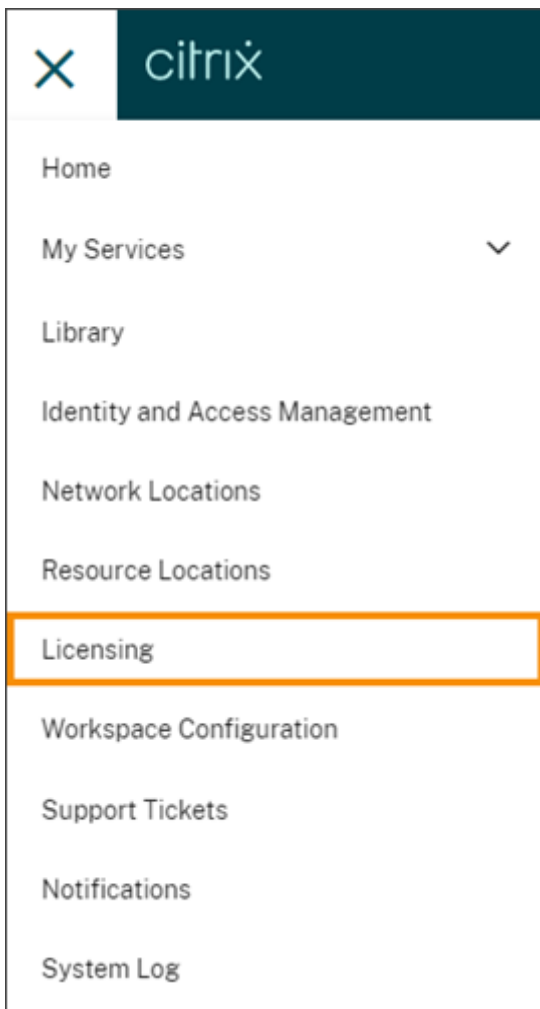 citrix
Home
My Services
Library
Identity and Access Management
Network Locations
Resource Locations
Licensing
Workspace Configuration
Support Tickets
Notifications
System Log